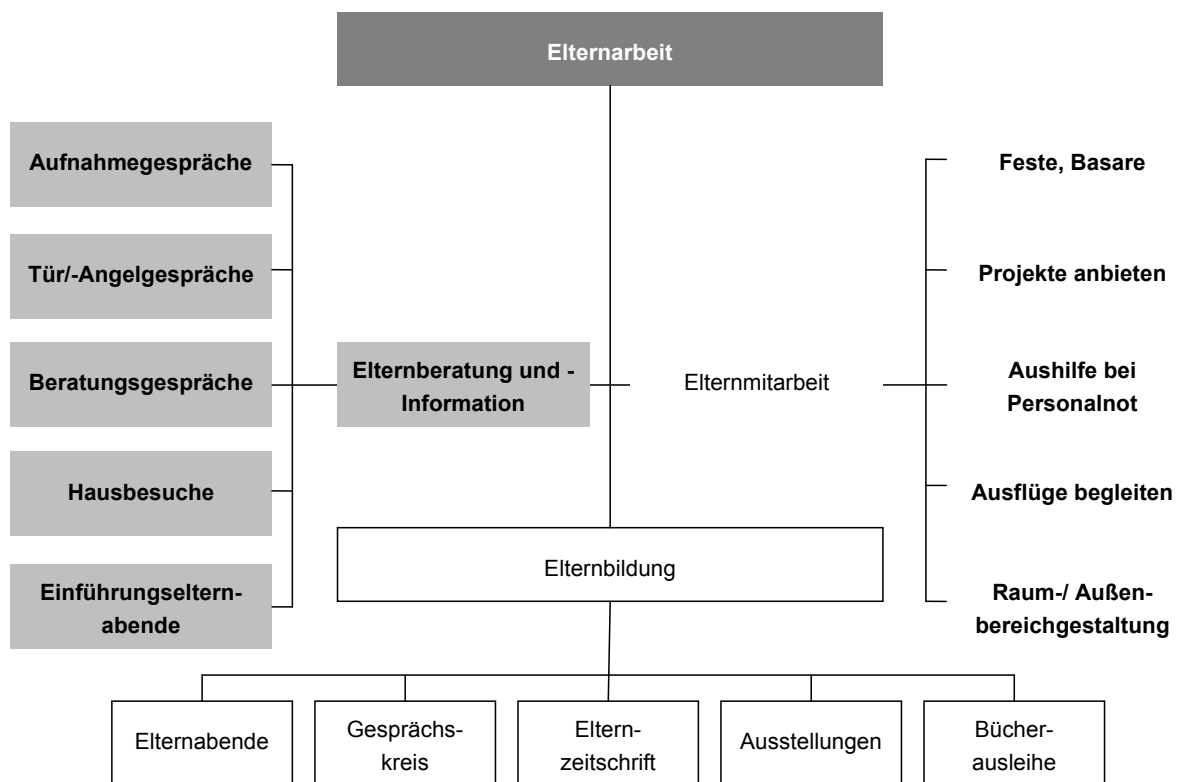 Elternarbeit
Aufnahmegespräche
Tür/-Angelgespräche
Beratungsgespräche
Hausbesuche
Einführungseltern-
abende
Elternberatung und -
Information
Elternmitarbeit
Feste, Basare
Projekte anbieten
Aushilfe bei
Personalnot
Ausflüge begleiten
Raum-/ Außen-
bereichgestaltung
Elternbildung
Elternabende
Gesprächs-
kreis
Eltern-
zeitschrift
Ausstellungen
Bücher-
ausleihe